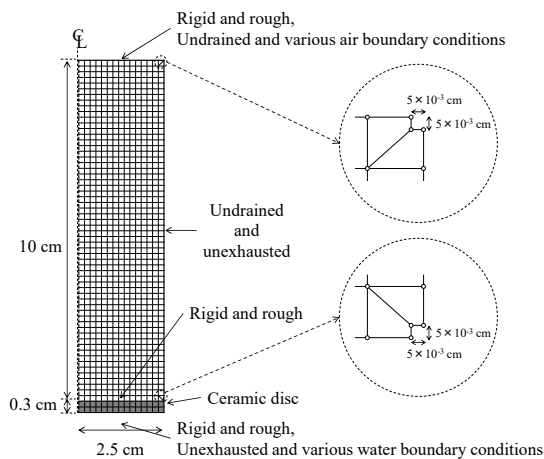 Rigid and rough,
Undrained and various air boundary conditions
℄
5×10-3 cm
5×10-3 cm
Undrained
and
unexhausted
10 cm
Rigid and rough
5×10-3 cm
5×10-3 cm
Ceramic disc
0.3 cm
Rigid and rough,
Unexhausted and various water boundary conditions
2.5 cm